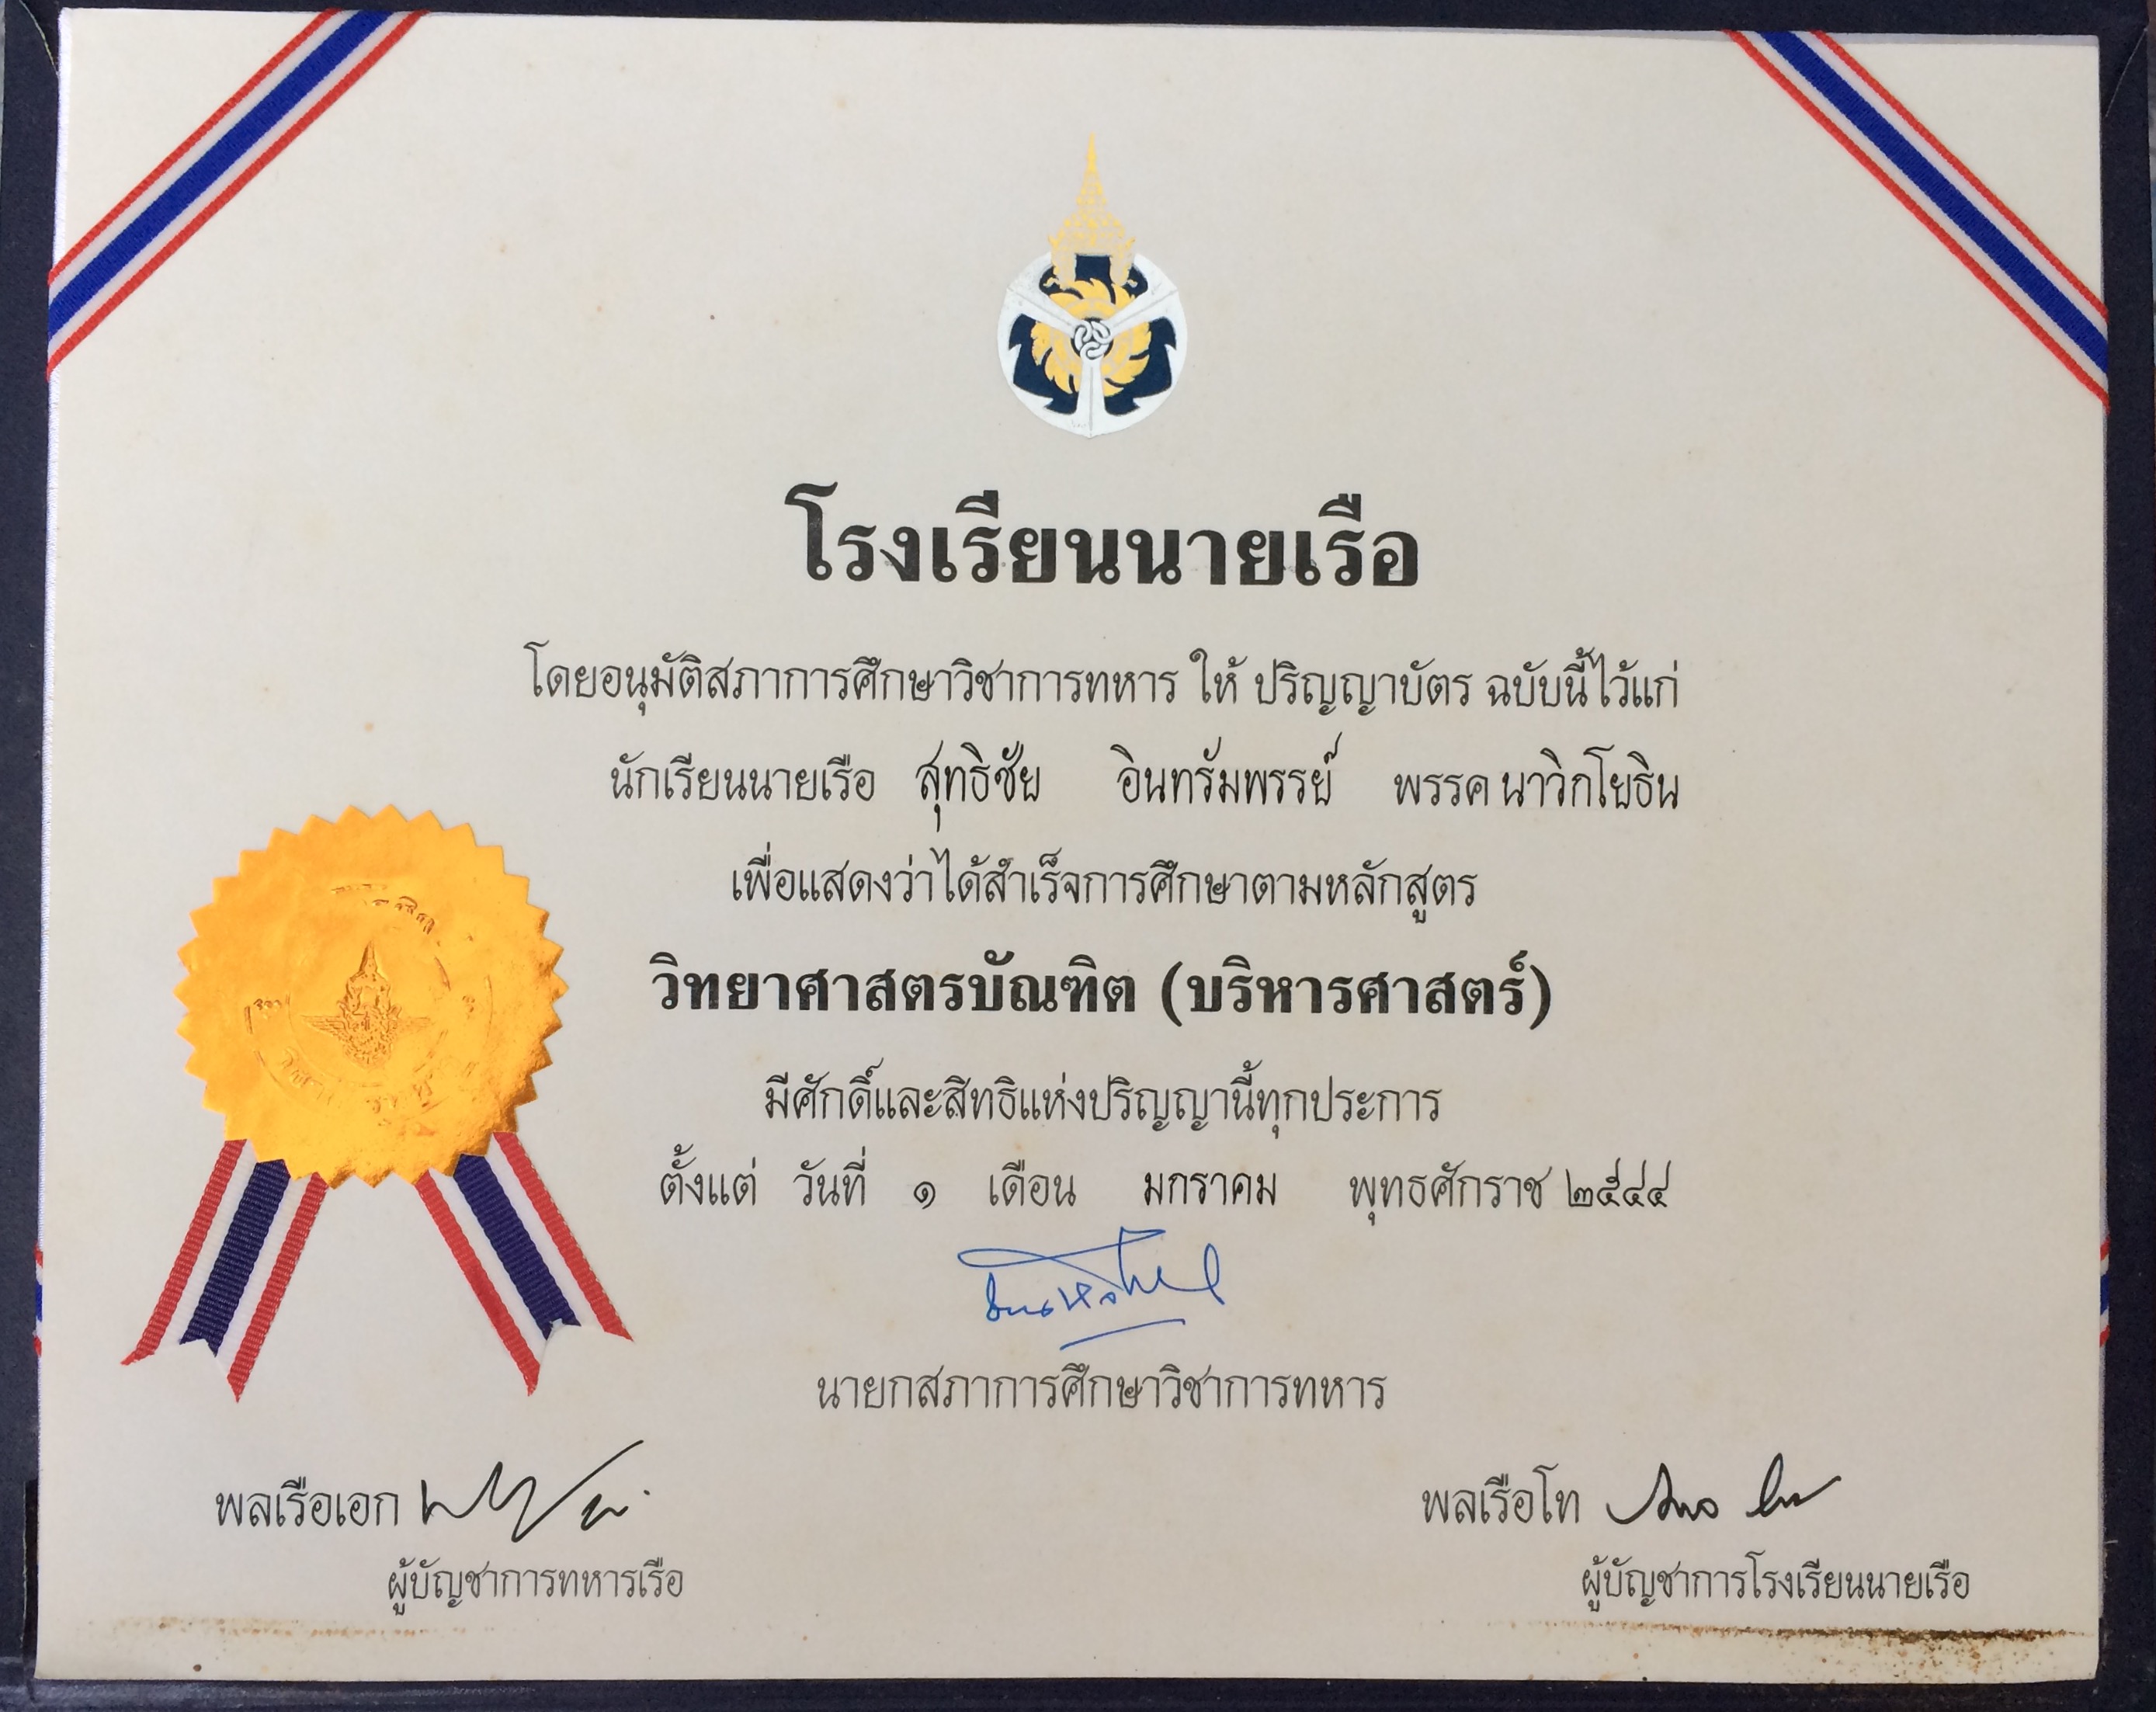 โรงเรียนนายเรือ
โดยอนุมัติสภาการศึกษาวิชาการทหาร ให้ ปริญญาบัตร ฉบับนี้ไว้แก่
นักเรียนนายเรือ สุทธิชัย อินทรัมพรรย์ พรรค นาวิกโยธิน
เพื่อแสดงว่าได้สำเร็จการศึกษาตามหลักสูตร
วิทยาศาสตรบัณฑิต (บริหารศาสตร์)
มีศักดิ์และสิทธิแห่งปริญญานี้ทุกประการ
ตั้งแต่ วันที่ ๑ เดือน มกราคม พุทธศักราช ๒๕๔๔
นายกสภาการศึกษาวิชาการทหาร
พลเรือเอก
ผู้บัญชาการทหารเรือ
พลเรือโท
ผู้บัญชาการโรงเรียนนายเรือ